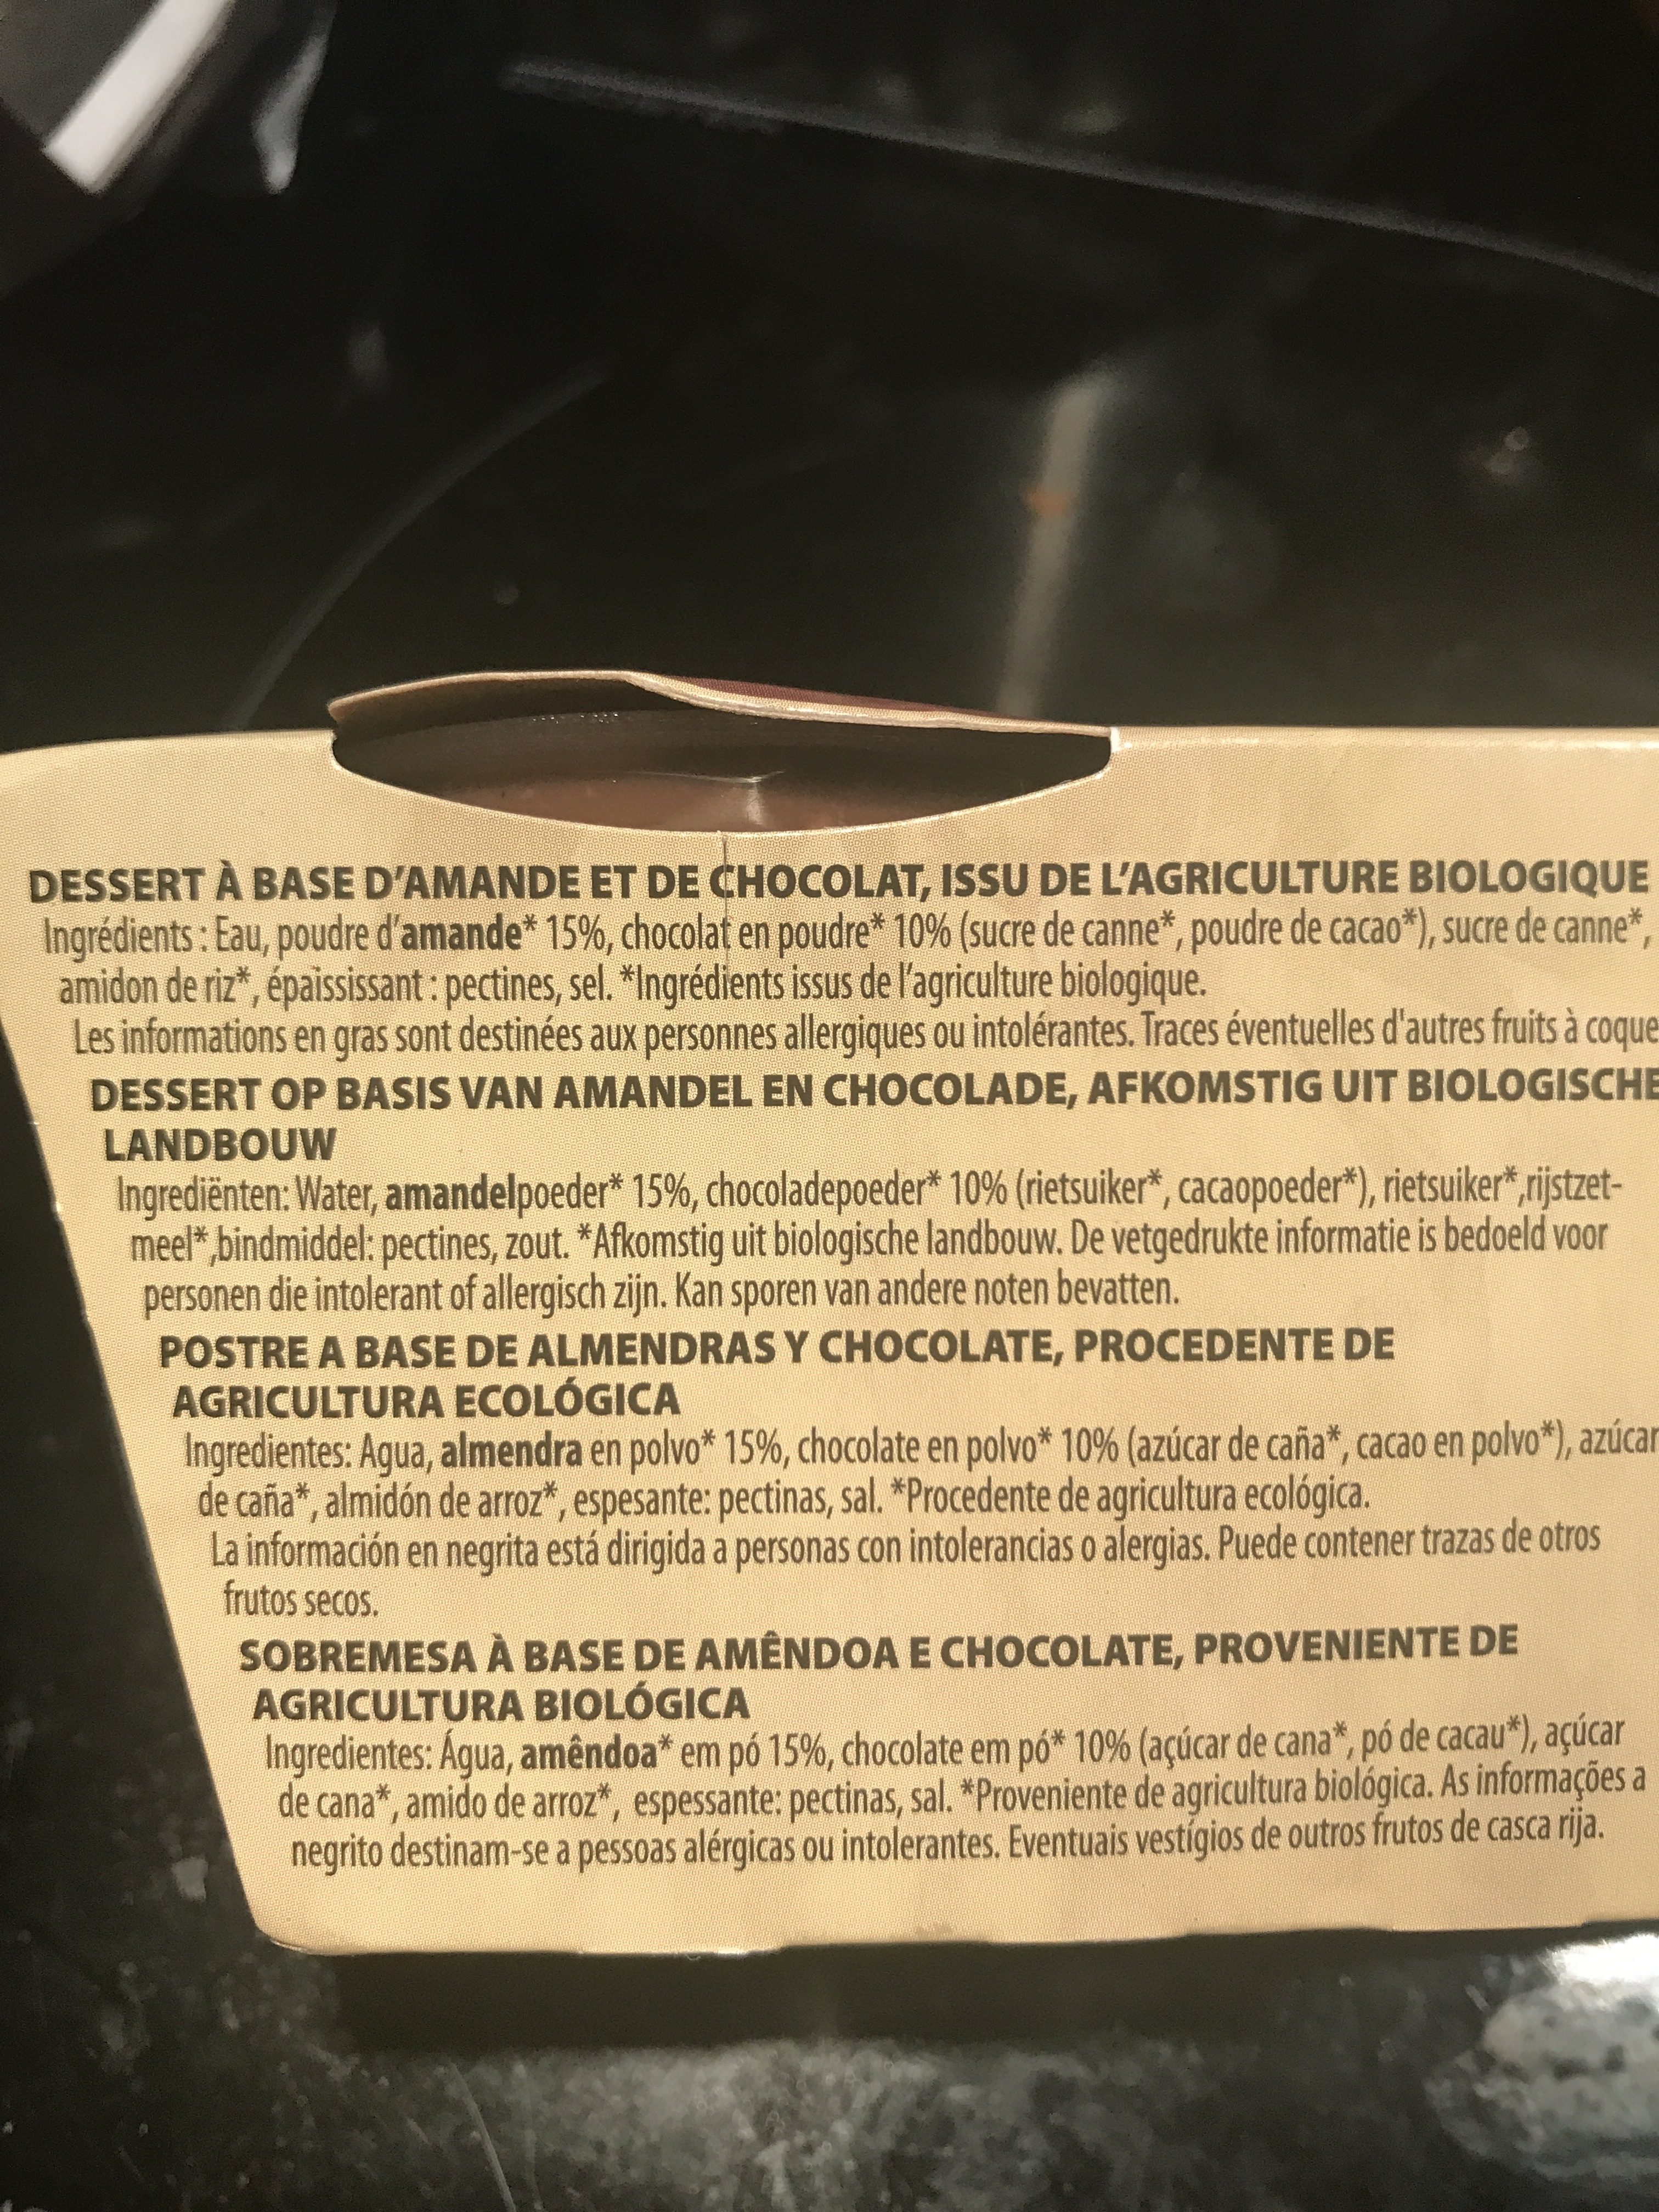 DESSERT À BASE D'AMANDE ET DE CHOCOLAT, ISSU DE L'AGRICULTURE BIOLOGIQUE
Ingrédients : Eau, poudre d'amande* 15%, chocolat en poudre* 10% (sucre de canne*, poudre de cacao*), sucre de canne*,
amidon de riz*, épaississant : pectines, sel. *Ingrédients issus de l'agriculture biologique.
Les informations en gras sont destinées aux personnes allergiques ou intolérantes. Traces éventuelles d'autres fruits à coque
DESSERT OP BASIS VAN AMANDEL EN CHOCOLADE, AFKOMSTIG UIT BIOLOGISCHE
LANDBOUW
Ingrediënten: Water, amandelpoeder* 15%, chocoladepoeder* 10% (rietsuiker*, cacaopoeder*), rietsuiker*,rijstzet-
meel*,bindmiddel: pectines, zout. *Afkomstig uit biologische landbouw. De vetgedrukte informatie is bedoeld voor
personen die intolerant of allergisch zijn. Kan sporen van andere noten bevatten.
POSTRE A BASE DE ALMENDRAS Y CHOCOLATE, PROCEDENTE DE
AGRICULTURA ECOLÓGICA
Ingredientes: Agua, almendra en polvo* 15%, chocolate en polvo* 10% (azúcar de caña*, cacao en polvo*), azúcar
de caña*, almidón de arroz*, espesante: pectinas, sal. *Procedente de agricultura ecológica.
La información en negrita está dirigida a personas con intolerancias o alergias. Puede contener trazas de otros
frutos secos.
SOBREMESA À BASE DE AMÊNDOA E CHOCOLATE, PROVENIENTE DE
AGRICULTURA BIOLÓGICA
Ingredientes: Água, amêndoa* em pó 15%, chocolate em pó* 10% (açúcar de cana*, pó de cacau*), açúcar
de cana*, amido de arroz*, espessante: pectinas, sal. *Proveniente de agricultura biológica. As informações a
negrito destinam-se a pessoas alérgicas ou intolerantes. Eventuais vestígios de outros frutos de casca rija.